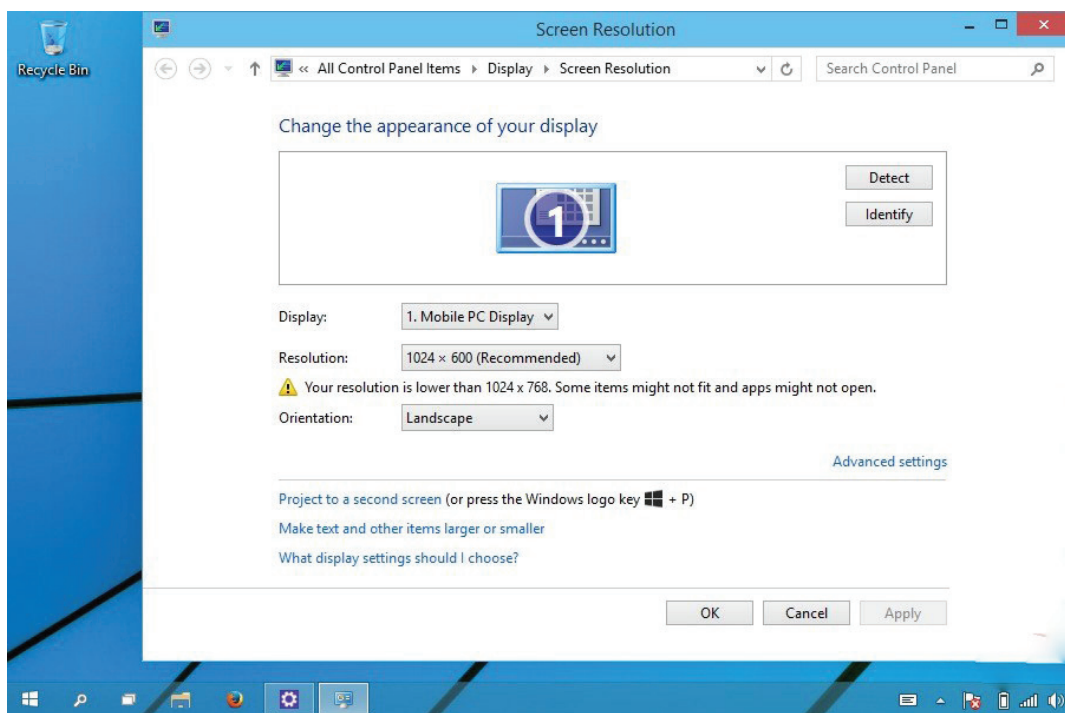 Screen Resolution
Recycle Bin
« All Control Panel Items ▸ Display ▸ Screen Resolution
Search Control Panel
Change the appearance of your display
1
Detect
Identify
Display: 1. Mobile PC Display
Resolution: 1024 × 600 (Recommended)
Your resolution is lower than 1024 x 768. Some items might not fit and apps might not open.
Orientation: Landscape
Advanced settings
Project to a second screen (or press the Windows logo key + P)
Make text and other items larger or smaller
What display settings should I choose?
OK Cancel Apply